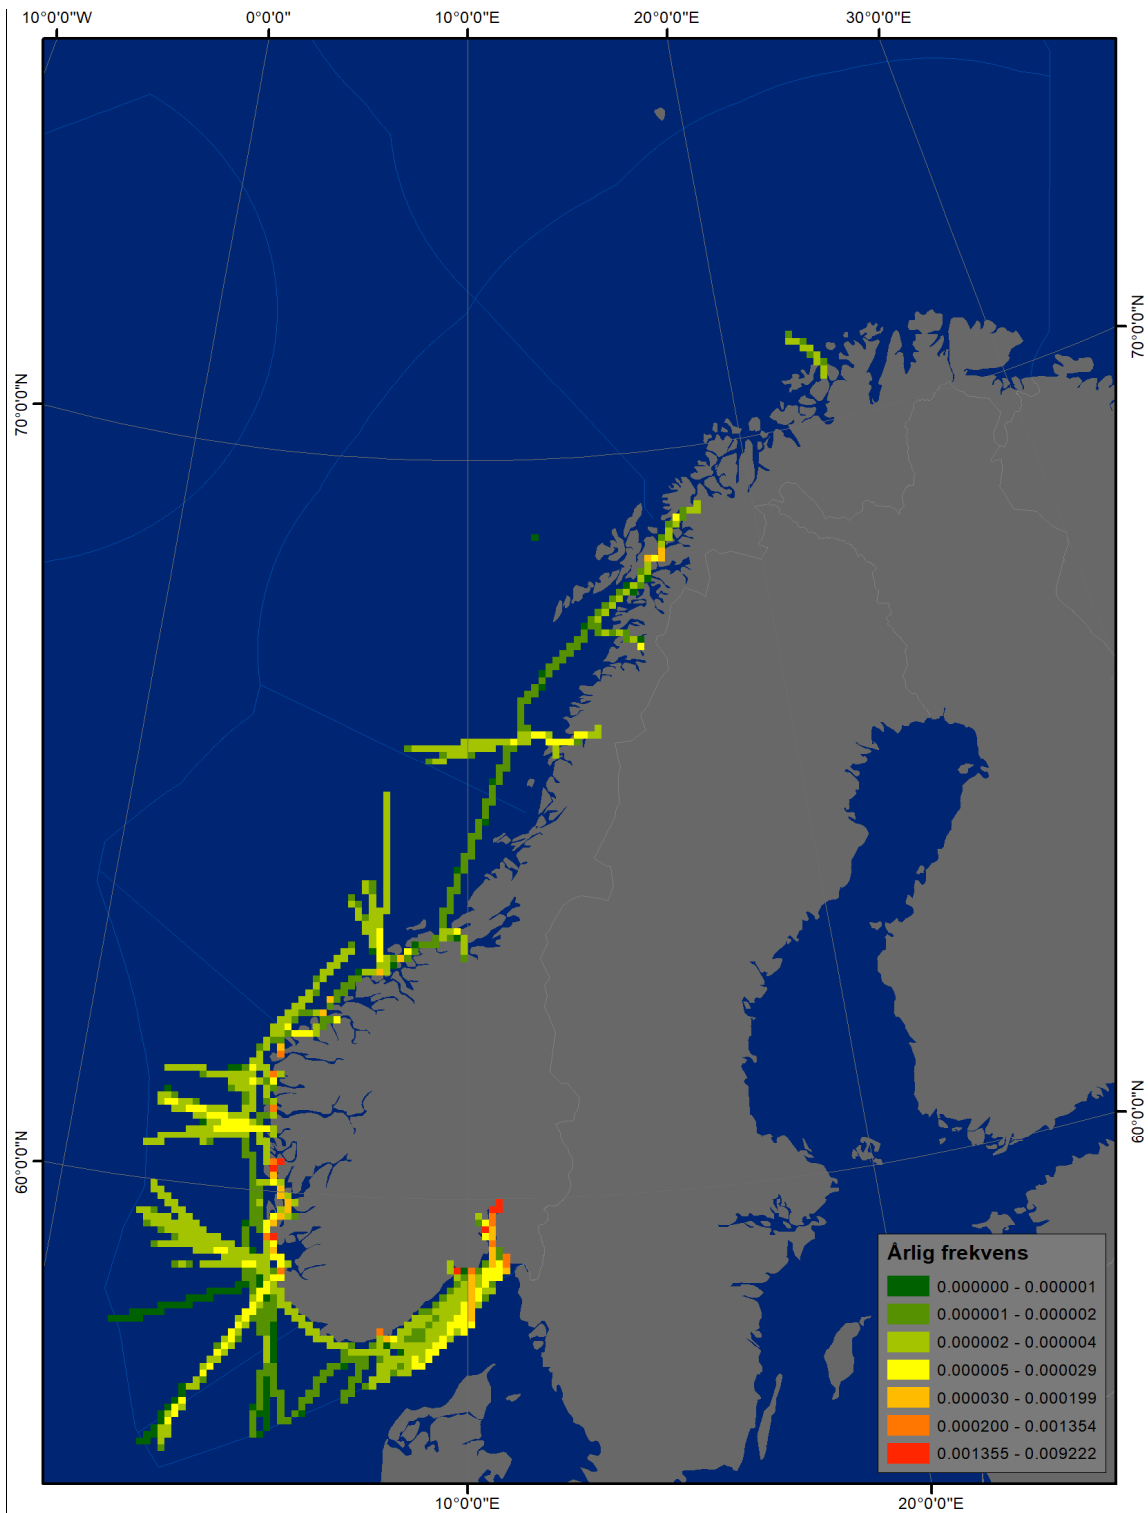 10°0'0"W 0°0'0" 10°0'0"E 20°0'0"E 30°0'0"E
70°0'0"N
70°0'0"N
60°0'0"N
60°0'0"N
Årlig frekvens
0.000000 - 0.000001
0.000001 - 0.000002
0.000002 - 0.000004
0.000005 - 0.000029
0.000030 - 0.000199
0.000200 - 0.001354
0.001355 - 0.009222
10°0'0"E 20°0'0"E